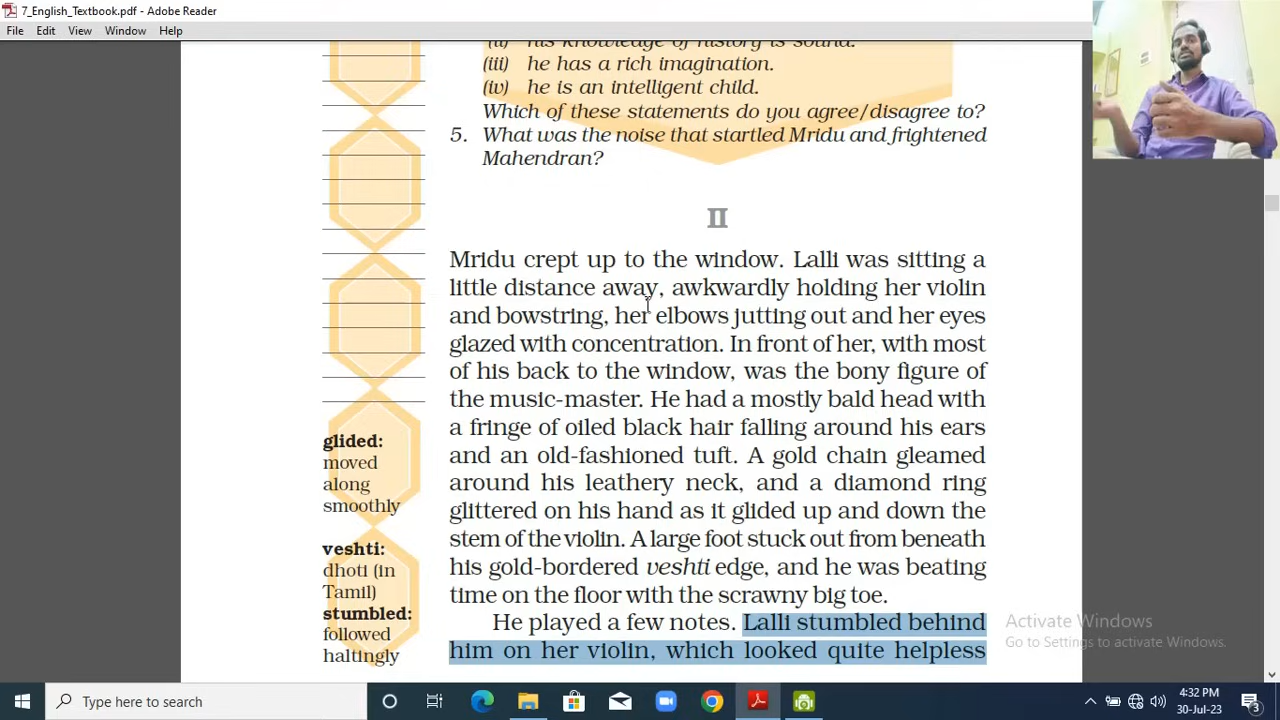 7_English_Textbook.pdf - Adobe Reader
File Edit View Window Help
(ii) his knowledge of history is sound.
(iii) he has a rich imagination.
(iv) he is an intelligent child.
Which of these statements do you agree/disagree to?
5. What was the noise that startled Mridu and frightened
Mahendran?
II
Mridu crept up to the window. Lalli was sitting a
little distance away, awkwardly holding her violin
and bowstring, her elbows jutting out and her eyes
glazed with concentration. In front of her, with most
of his back to the window, was the bony figure of
the music-master. He had a mostly bald head with
a fringe of oiled black hair falling around his ears
and an old-fashioned tuft. A gold chain gleamed
around his leathery neck, and a diamond ring
glittered on his hand as it glided up and down the
stem of the violin. A large foot stuck out from beneath
his gold-bordered veshti edge, and he was beating
time on the floor with the scrawny big toe.
He played a few notes. Lalli stumbled behind
him on her violin, which looked quite helpless
glided:
moved
along
smoothly
veshti:
dhoti (in
Tamil)
stumbled:
followed
haltingly
Activate Windows
Go to Settings to activate Windows.
Type here to search
4:32 PM
30-Jul-23
3